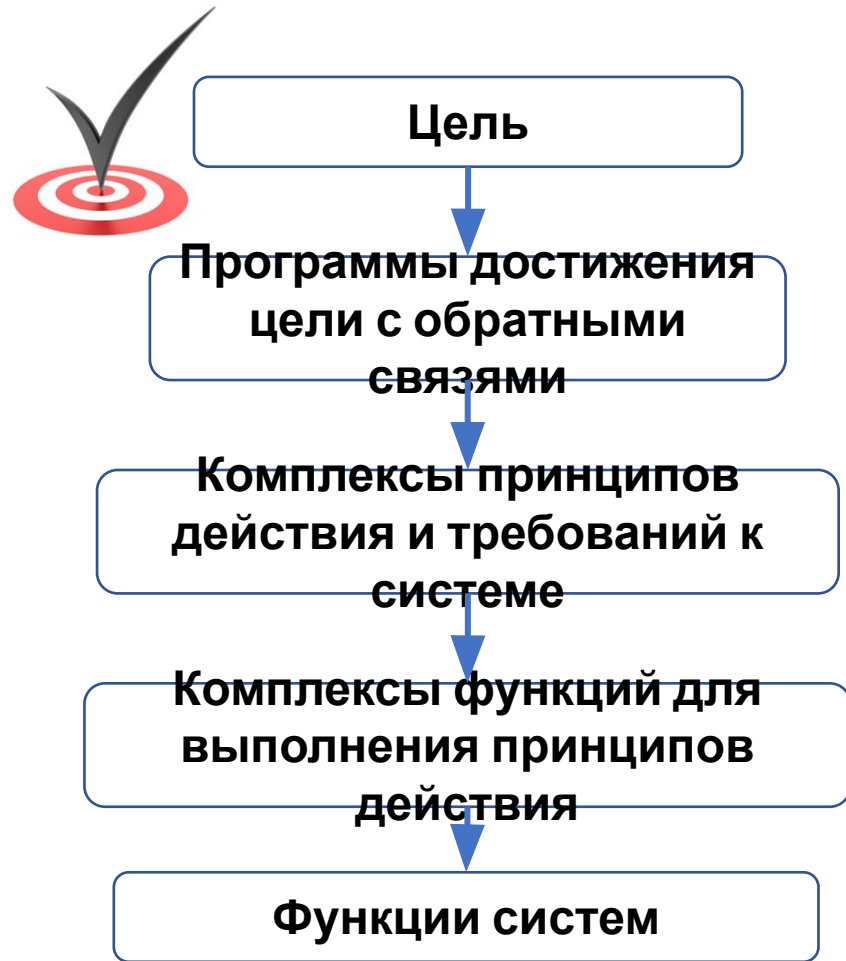 Цель
Программы достижения
цели с обратными
связями
Комплексы принципов
действия и требований к
системе
Комплексы функций для
выполнения принципов
действия
Функции систем